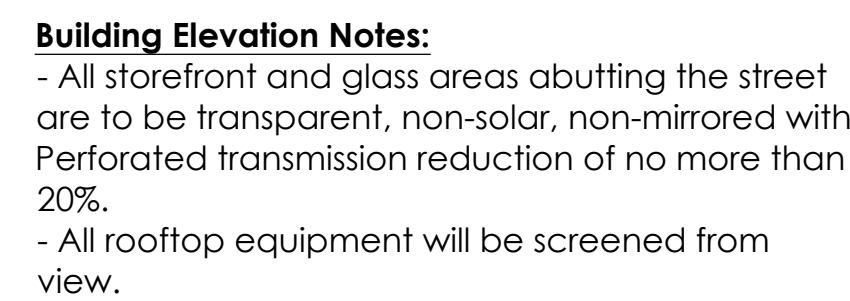 Building Elevation Notes:
- All storefront and glass areas abutting the street
are to be transparent, non-solar, non-mirrored with
Perforated transmission reduction of no more than
20%.
- All rooftop equipment will be screened from
view.